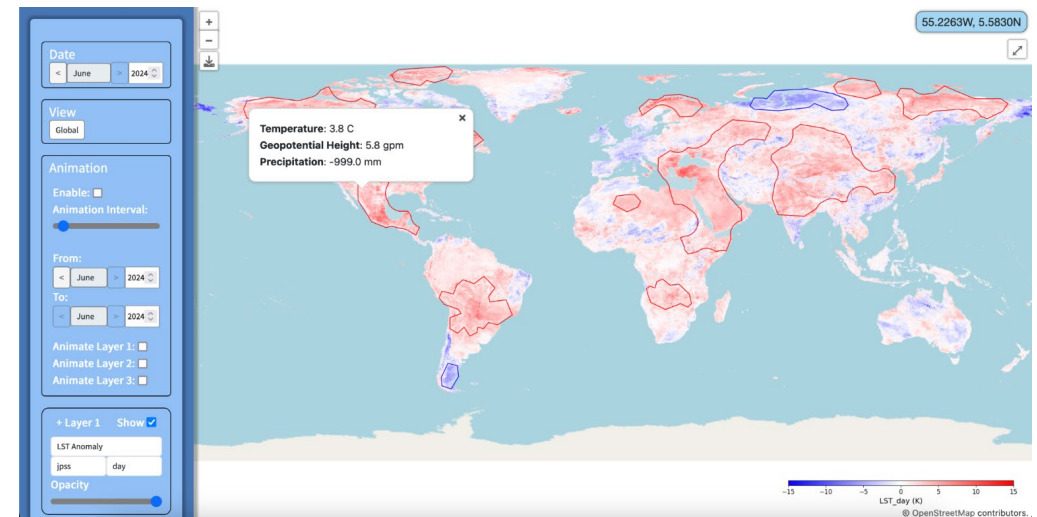 Date
< June > 2024
View
Global
Animation
Enable:
Animation Interval:
From:
< June > 2024
To:
< June > 2024
Animate Layer 1:
Animate Layer 2:
Animate Layer 3:
+ Layer 1 Show
LST Anomaly
jpss day
Opacity
+
−
55.2263W, 5.5830N
×
Temperature: 3.8 C
Geopotential Height: 5.8 gpm
Precipitation: -999.0 mm
−15 −10 −5 0 5 10 15
LST_day (K)
© OpenStreetMap contributors.